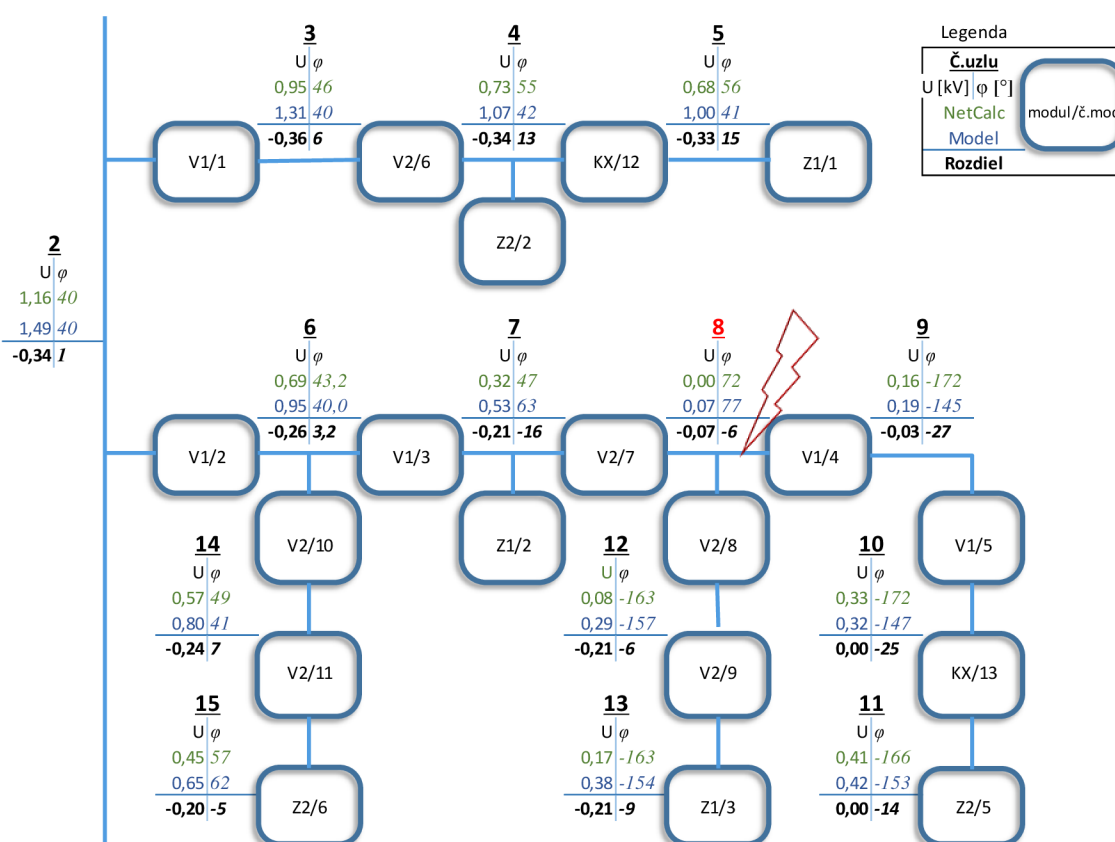 Legenda
Č.uzlu
U [kV] φ [°]
NetCalc
Model
Rozdiel
modul/č.mod
3
U φ
0,95 46
1,31 40
-0,36 6
4
U φ
0,73 55
1,07 42
-0,34 13
5
U φ
0,68 56
1,00 41
-0,33 15
V1/1
V2/6
KX/12
Z1/1
Z2/2
2
U φ
1,16 40
1,49 40
-0,34 1
6
U φ
0,69 43,2
0,95 40,0
-0,26 3,2
7
U φ
0,32 47
0,53 63
-0,21 -16
8
U φ
0,00 72
0,07 77
-0,07 -6
9
U φ
0,16 -172
0,19 -145
-0,03 -27
V1/2
V1/3
V2/7
V1/4
V2/10
Z1/2
V2/8
V1/5
14
U φ
0,57 49
0,80 41
-0,24 7
12
U φ
0,08 -163
0,29 -157
-0,21 -6
10
U φ
0,33 -172
0,32 -147
0,00 -25
V2/11
V2/9
KX/13
15
U φ
0,45 57
0,65 62
-0,20 -5
13
U φ
0,17 -163
0,38 -154
-0,21 -9
11
U φ
0,41 -166
0,42 -153
0,00 -14
Z2/6
Z1/3
Z2/5